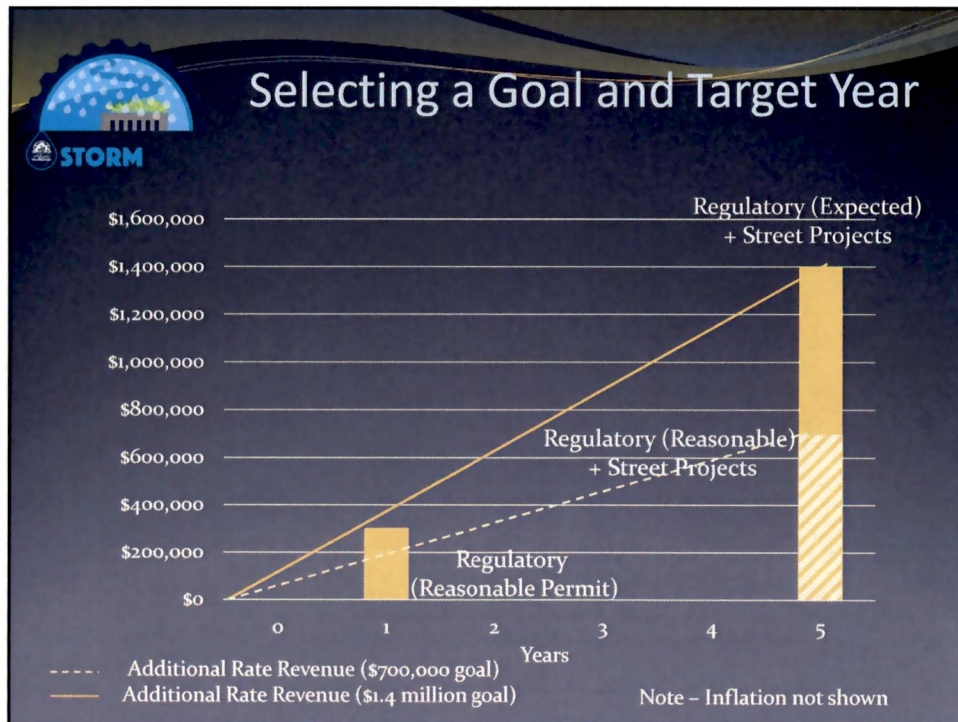 Selecting a Goal and Target Year
STORM
Regulatory (Expected)
+ Street Projects
$1,600,000
$1,400,000
$1,200,000
$1,000,000
$800,000
$600,000
$400,000
$200,000
$0
Regulatory (Reasonable)
+ Street Projects
Regulatory
(Reasonable Permit)
0 1 2 3 4 5
Years
Additional Rate Revenue ($700,000 goal)
Additional Rate Revenue ($1.4 million goal)
Note – Inflation not shown